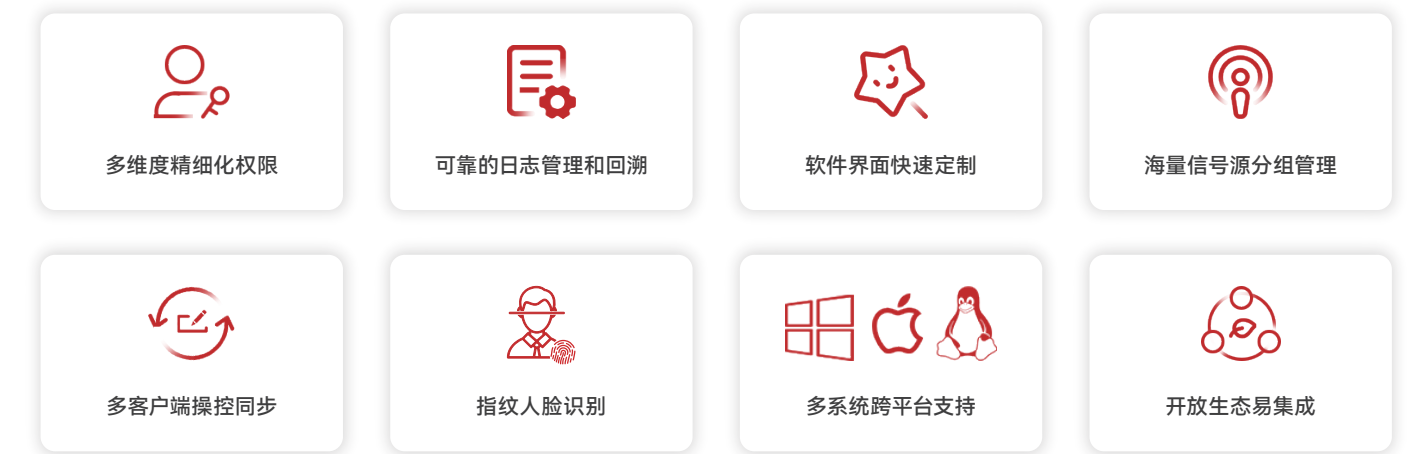 多维度精细化权限
可靠的日志管理和回溯
软件界面快速定制
海量信号源分组管理
多客户端操控同步
指纹人脸识别
多系统跨平台支持
开放生态易集成